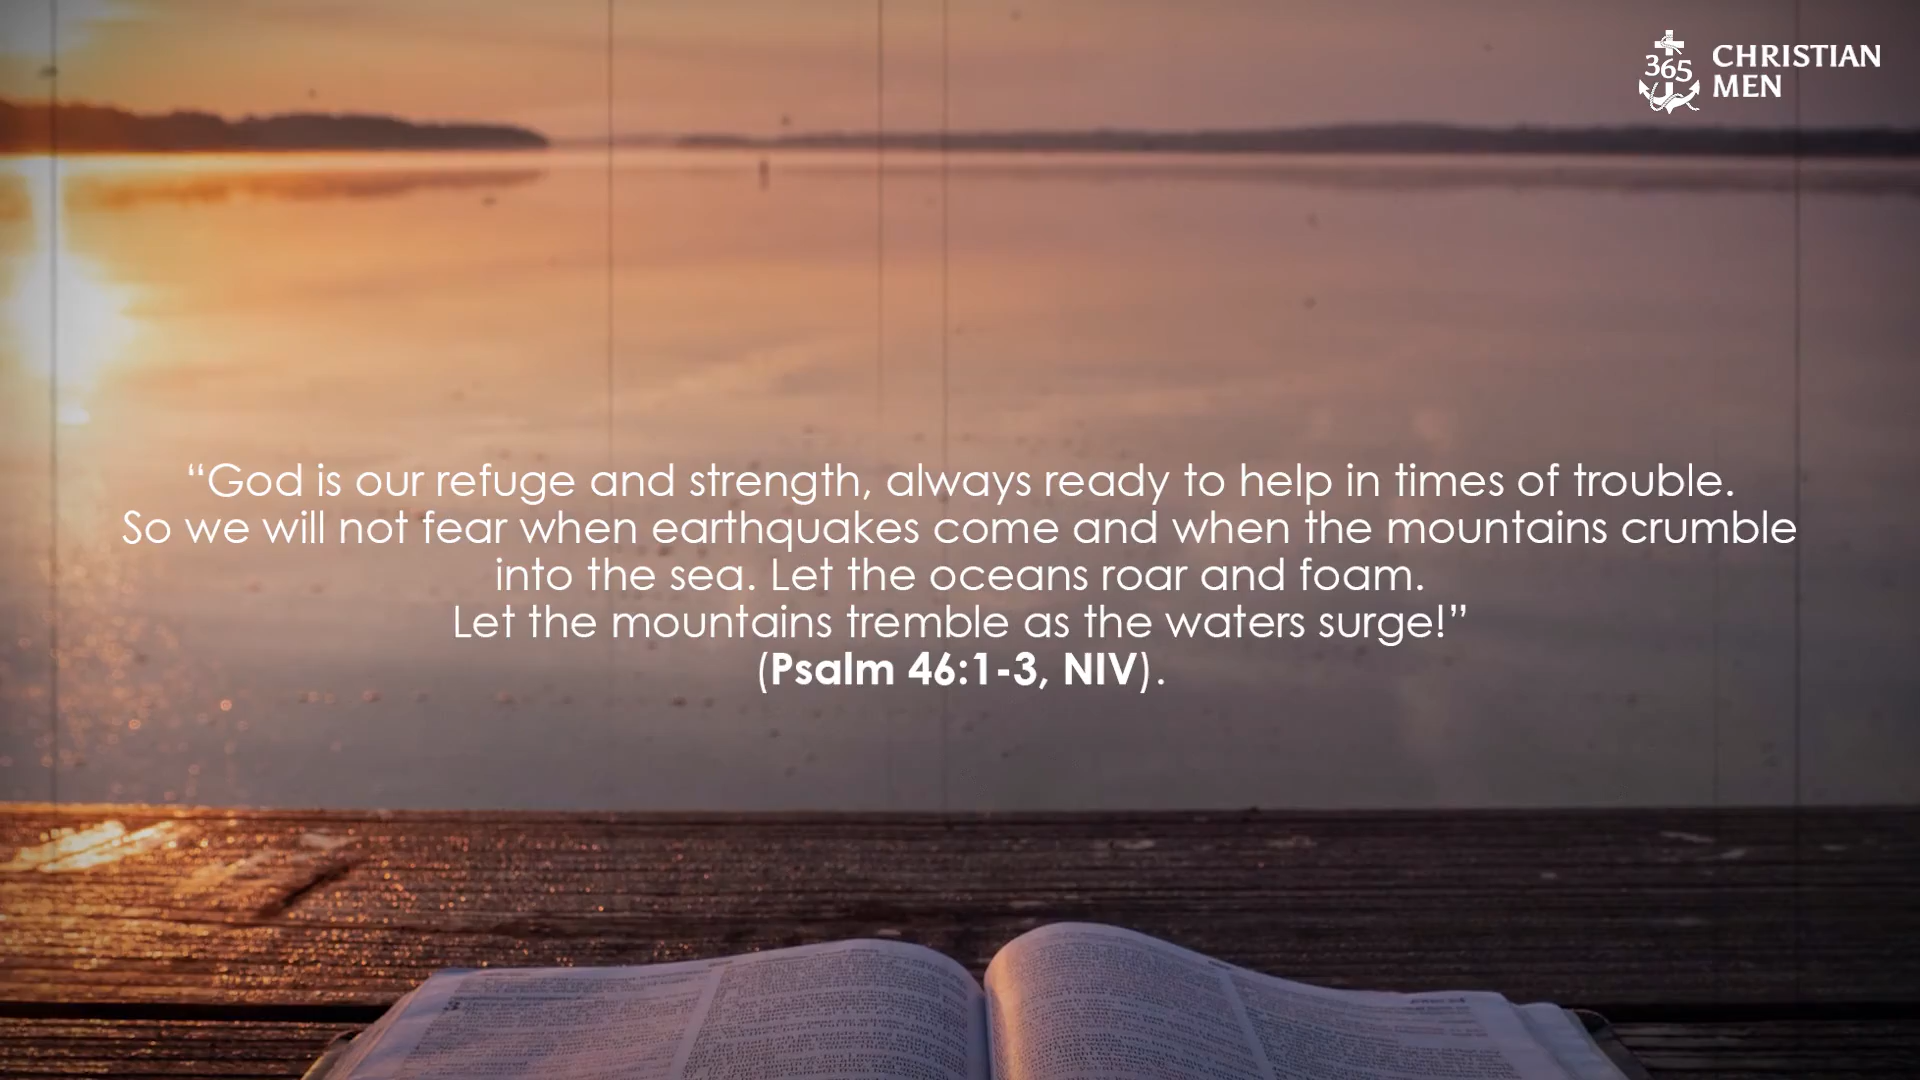 365
CHRISTIAN
MEN
“God is our refuge and strength, always ready to help in times of trouble.
So we will not fear when earthquakes come and when the mountains crumble
into the sea. Let the oceans roar and foam.
Let the mountains tremble as the waters surge!”
(Psalm 46:1-3, NIV).